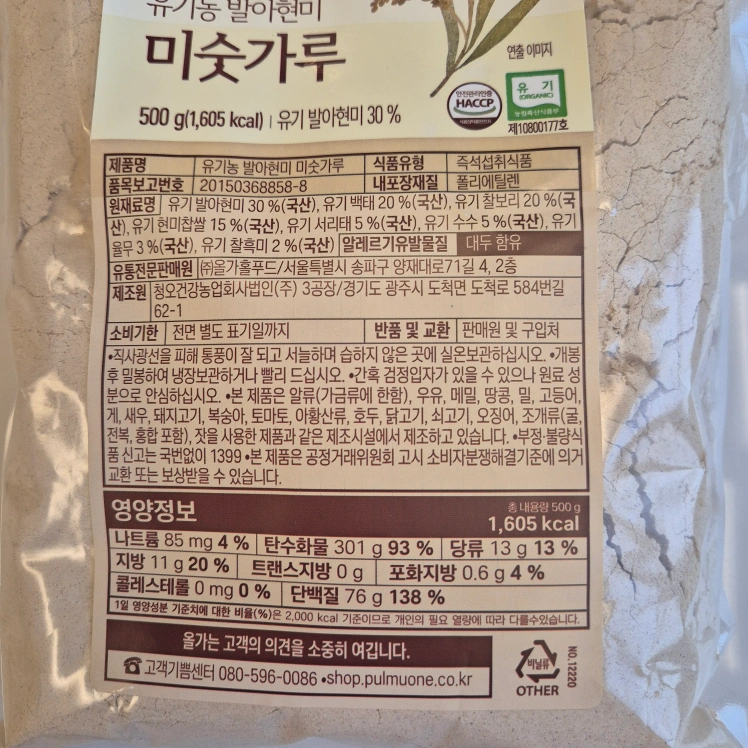 유기농 발아현미
미숫가루
연출 이미지
500 g(1,605 kcal) | 유기 발아현미 30 %
안전관리인증
HACCP
식품의약품안전처
유 기
(ORGANIC)
농림축산식품부
제10800177호
제품명 유기농 발아현미 미숫가루 식품유형 즉석섭취식품
품목보고번호 20150368858-8 내포장재질 폴리에틸렌
원재료명 유기 발아현미 30 %(국산), 유기 백태 20 %(국산), 유기 찰보리 20 %(국
산), 유기 현미찹쌀 15 %(국산), 유기 서리태 5 %(국산), 유기 수수 5 %(국산), 유기
율무 3 %(국산), 유기 찰흑미 2 %(국산) 알레르기유발물질 대두 함유
유통전문판매원 ㈜올가홀푸드/서울특별시 송파구 양재대로71길 4, 2층
제조원 청오건강농업회사법인(주) 3공장/경기도 광주시 도척면 도척로 584번길
62-1
소비기한 전면 별도 표기일까지 반품 및 교환 판매원 및 구입처
•직사광선을 피해 통풍이 잘 되고 서늘하며 습하지 않은 곳에 실온보관하십시오. •개봉
후 밀봉하여 냉장보관하거나 빨리 드십시오. •간혹 검정입자가 있을 수 있으나 원료 성
분으로 안심하십시오. •본 제품은 알류(가금류에 한함), 우유, 메밀, 땅콩, 밀, 고등어,
게, 새우, 돼지고기, 복숭아, 토마토, 아황산류, 호두, 닭고기, 쇠고기, 오징어, 조개류(굴,
전복, 홍합 포함), 잣을 사용한 제품과 같은 제조시설에서 제조하고 있습니다. •부정·불량식
품 신고는 국번없이 1399 •본 제품은 공정거래위원회 고시 소비자분쟁해결기준에 의거
교환 또는 보상받을 수 있습니다.
영양정보 총 내용량 500 g
1,605 kcal
나트륨 85 mg 4 % 탄수화물 301 g 93 % 당류 13 g 13 %
지방 11 g 20 % 트랜스지방 0 g 포화지방 0.6 g 4 %
콜레스테롤 0 mg 0 % 단백질 76 g 138 %
1일 영양성분 기준치에 대한 비율(%)은 2,000 kcal 기준이므로 개인의 필요 열량에 따라 다를수있습니다.
올가는 고객의 의견을 소중히 여깁니다.
☎고객기쁨센터 080-596-0086 •shop.pulmuone.co.kr
비닐류
OTHER
NO. 12220